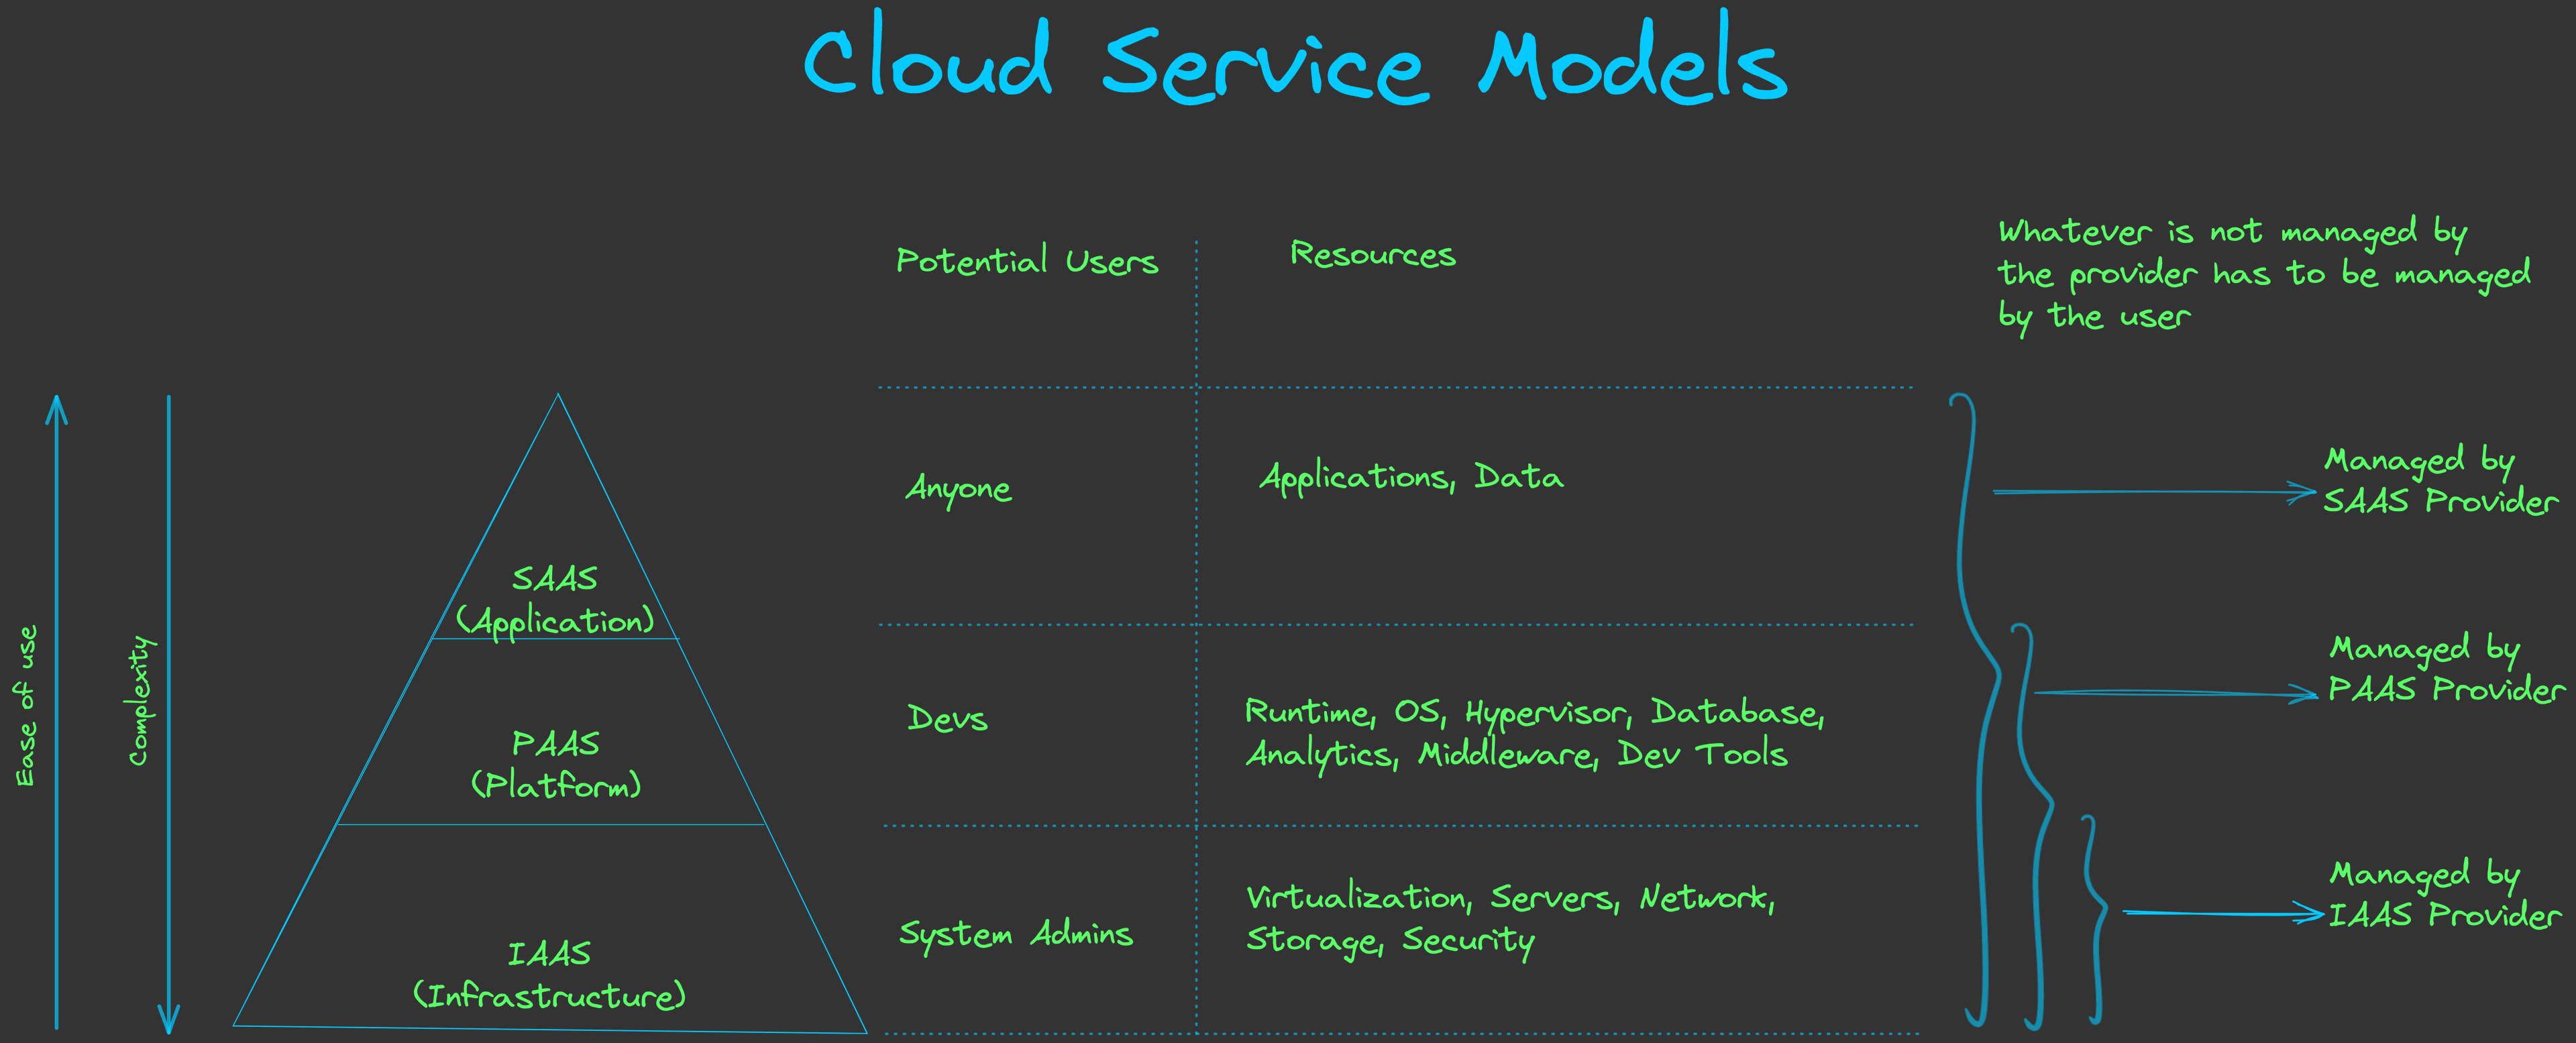 Cloud Service Models
Potential Users
Resources
Whatever is not managed by
the provider has to be managed
by the user
Ease of use
Complexity
SAAS
(Application)
Anyone
Applications, Data
Managed by
SAAS Provider
PAAS
(Platform)
Devs
Runtime, OS, Hypervisor, Database,
Analytics, Middleware, Dev Tools
Managed by
PAAS Provider
IAAS
(Infrastructure)
System Admins
Virtualization, Servers, Network,
Storage, Security
Managed by
IAAS Provider